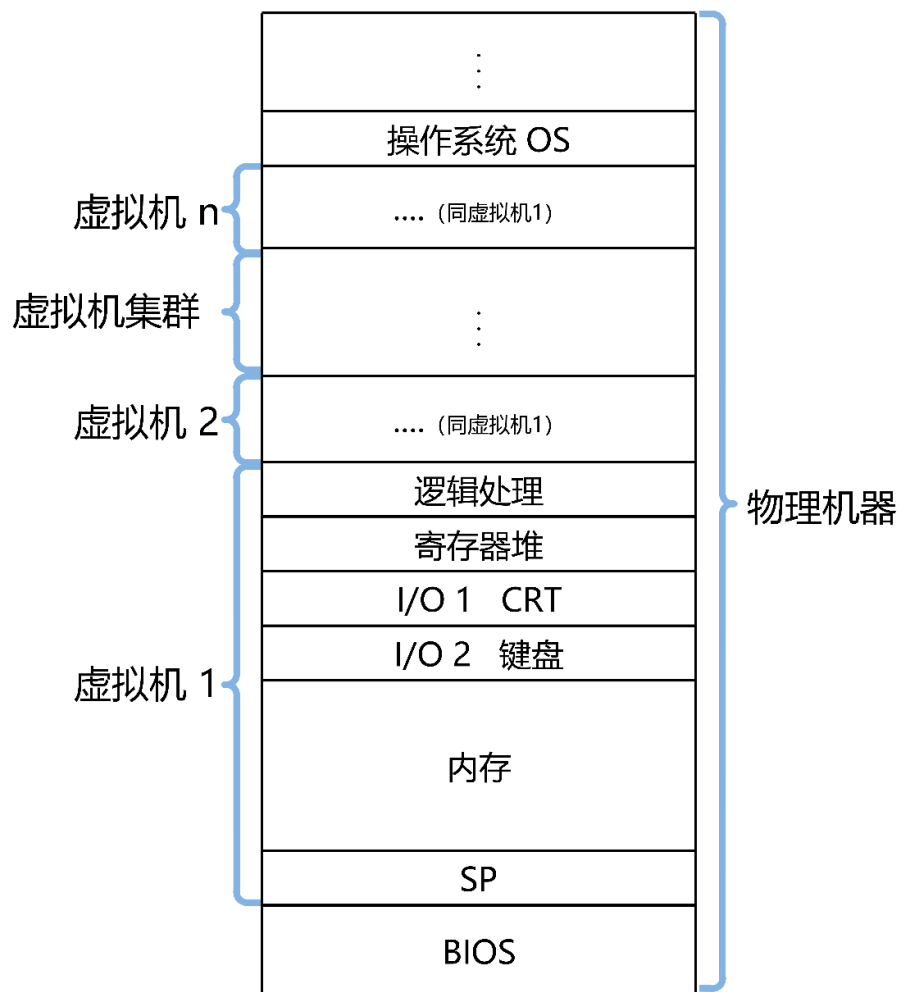 ⋮
操作系统 OS
虚拟机 n
.... (同虚拟机1)
虚拟机集群
⋮
虚拟机 2
.... (同虚拟机1)
逻辑处理
物理机器
寄存器堆
I/O 1 CRT
I/O 2 键盘
虚拟机 1
内存
SP
BIOS